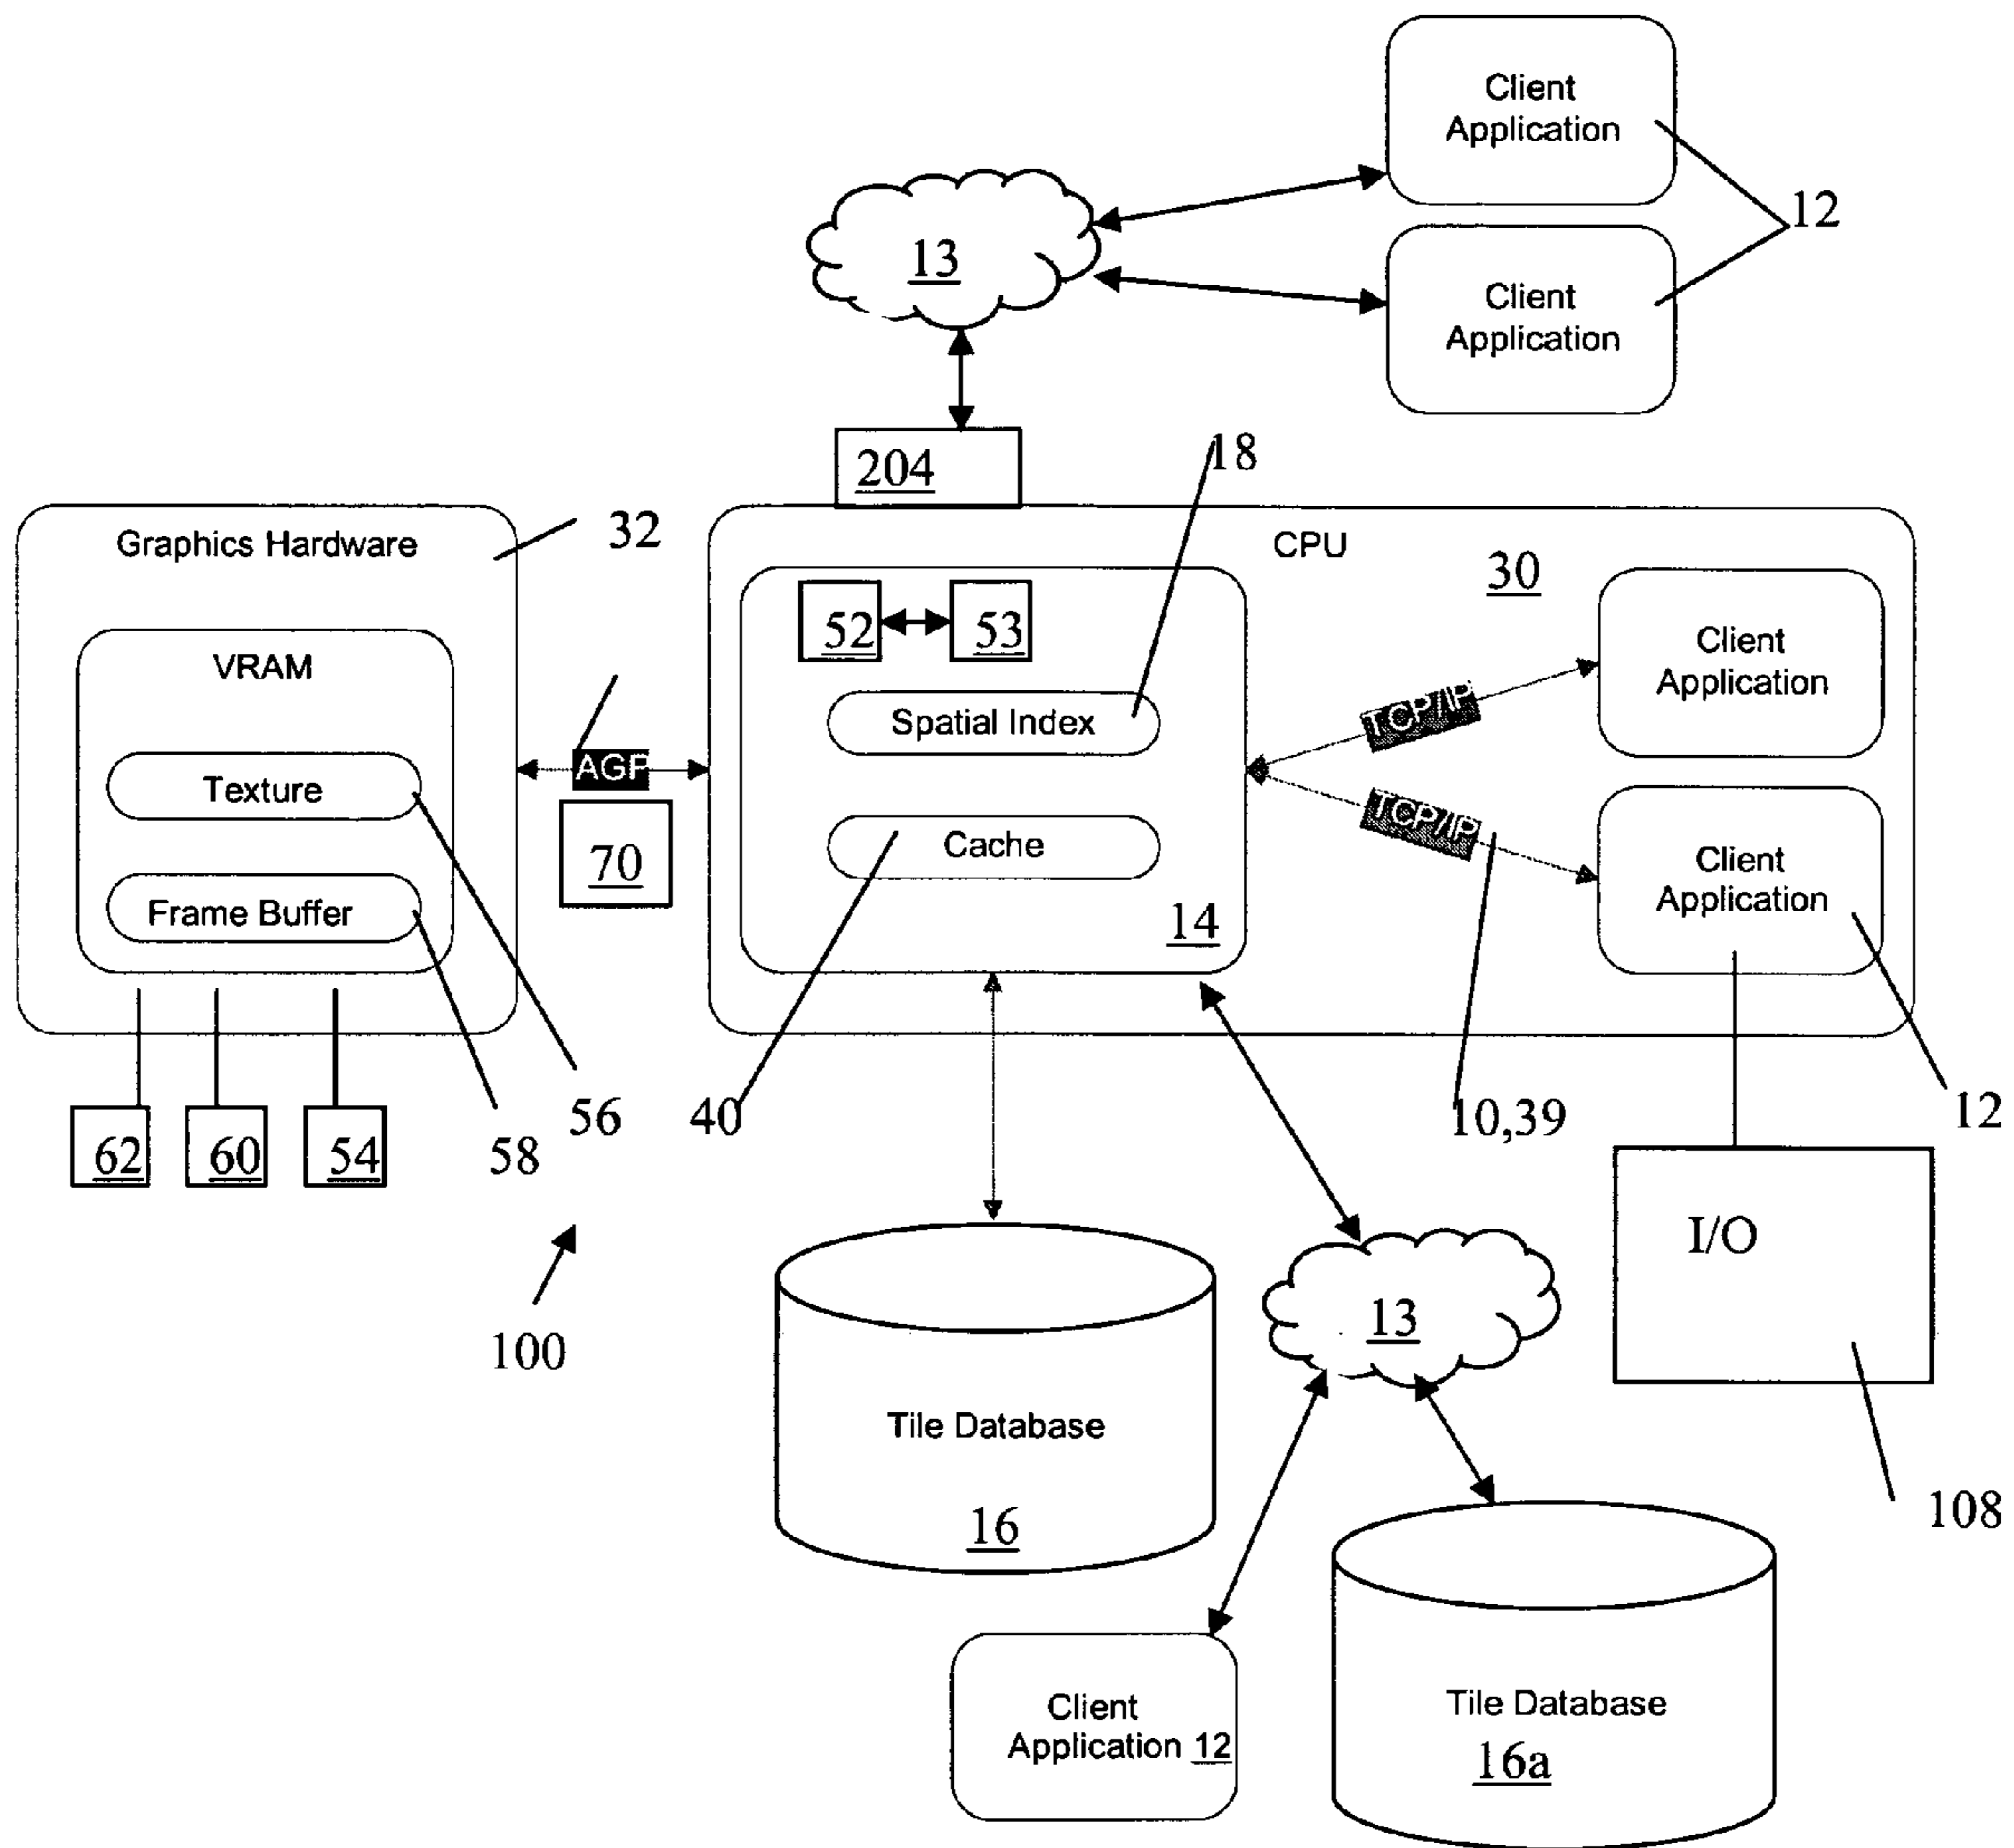 Client
Application
12
13
Client
Application
204
18
Graphics Hardware
32
CPU
30
52
53
Client
Application
VRAM
Spatial Index
TCP/IP
AGP
Texture
TCP/IP
70
Cache
Client
Application
Frame Buffer
14
62
60
54
58
56
40
10,39
12
I/O
13
100
Tile Database
16
108
Client
Application 12
Tile Database
16a